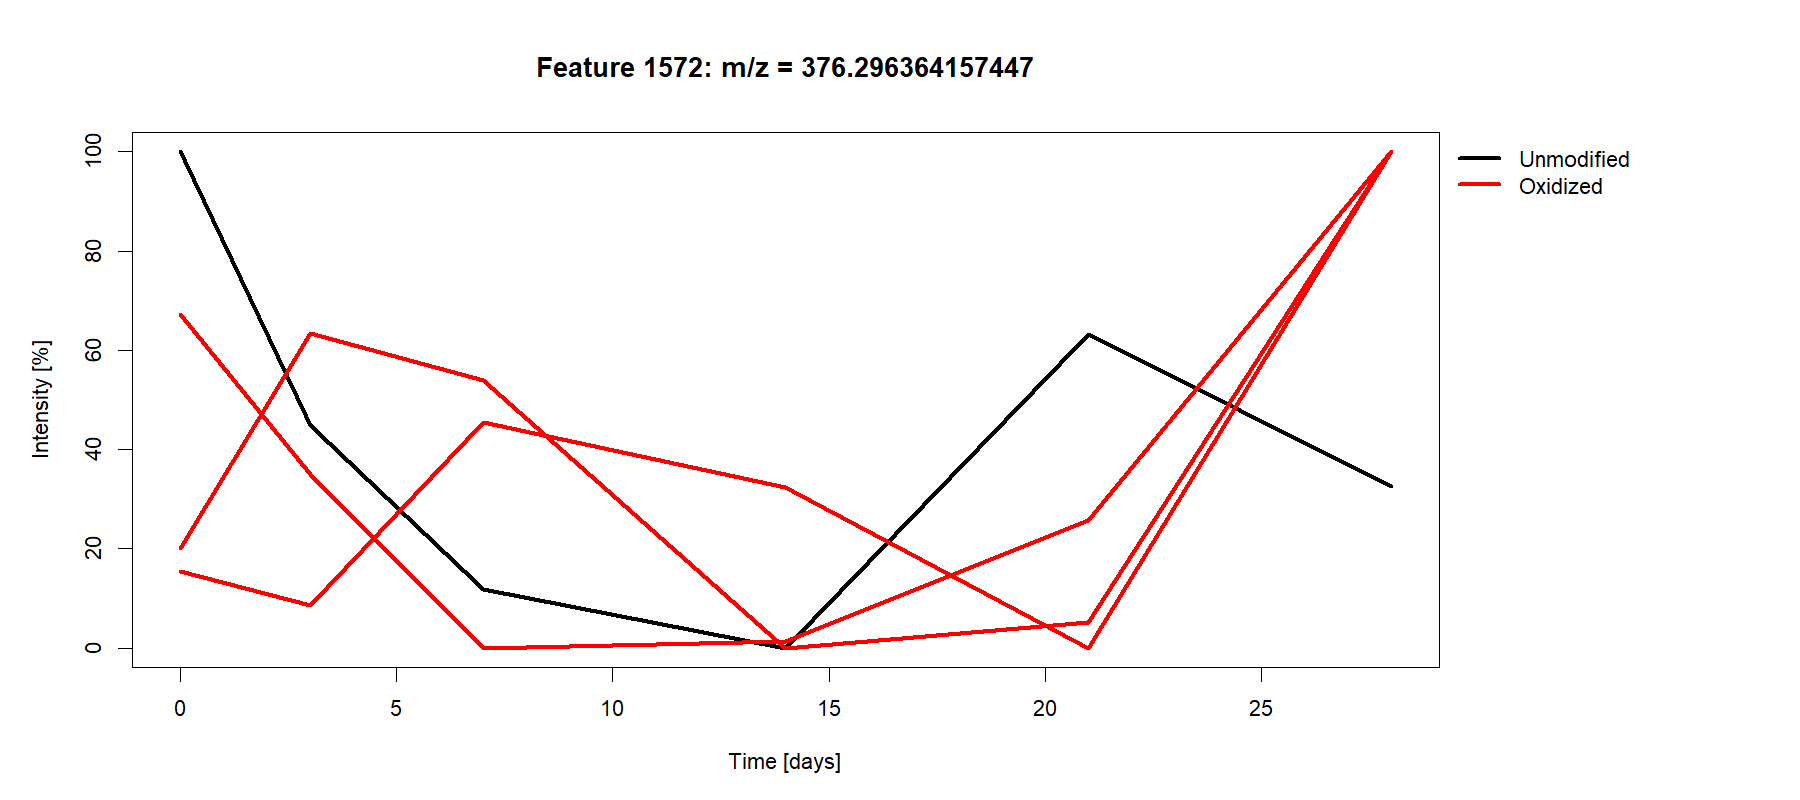 Feature 1572: m/z = 376.296364157447
Unmodified
Oxidized
Intensity [%]
100
80
60
40
20
0
0 5 10 15 20 25
Time [days]